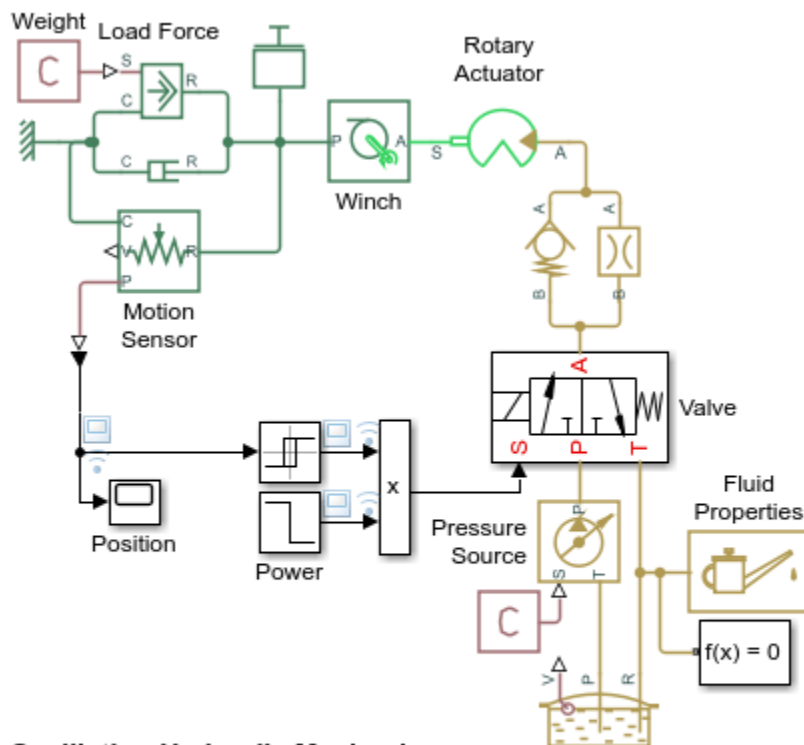 Weight
Load Force
Rotary
Actuator
C
S
R
C
C
R
P
A
S
A
Winch
A
A
B
B
C
V
R
P
Motion
Sensor
A
Valve
S
P
T
x
Position
Power
Pressure
Source
Fluid
Properties
P
S
T
C
f(x) = 0
V
P
R